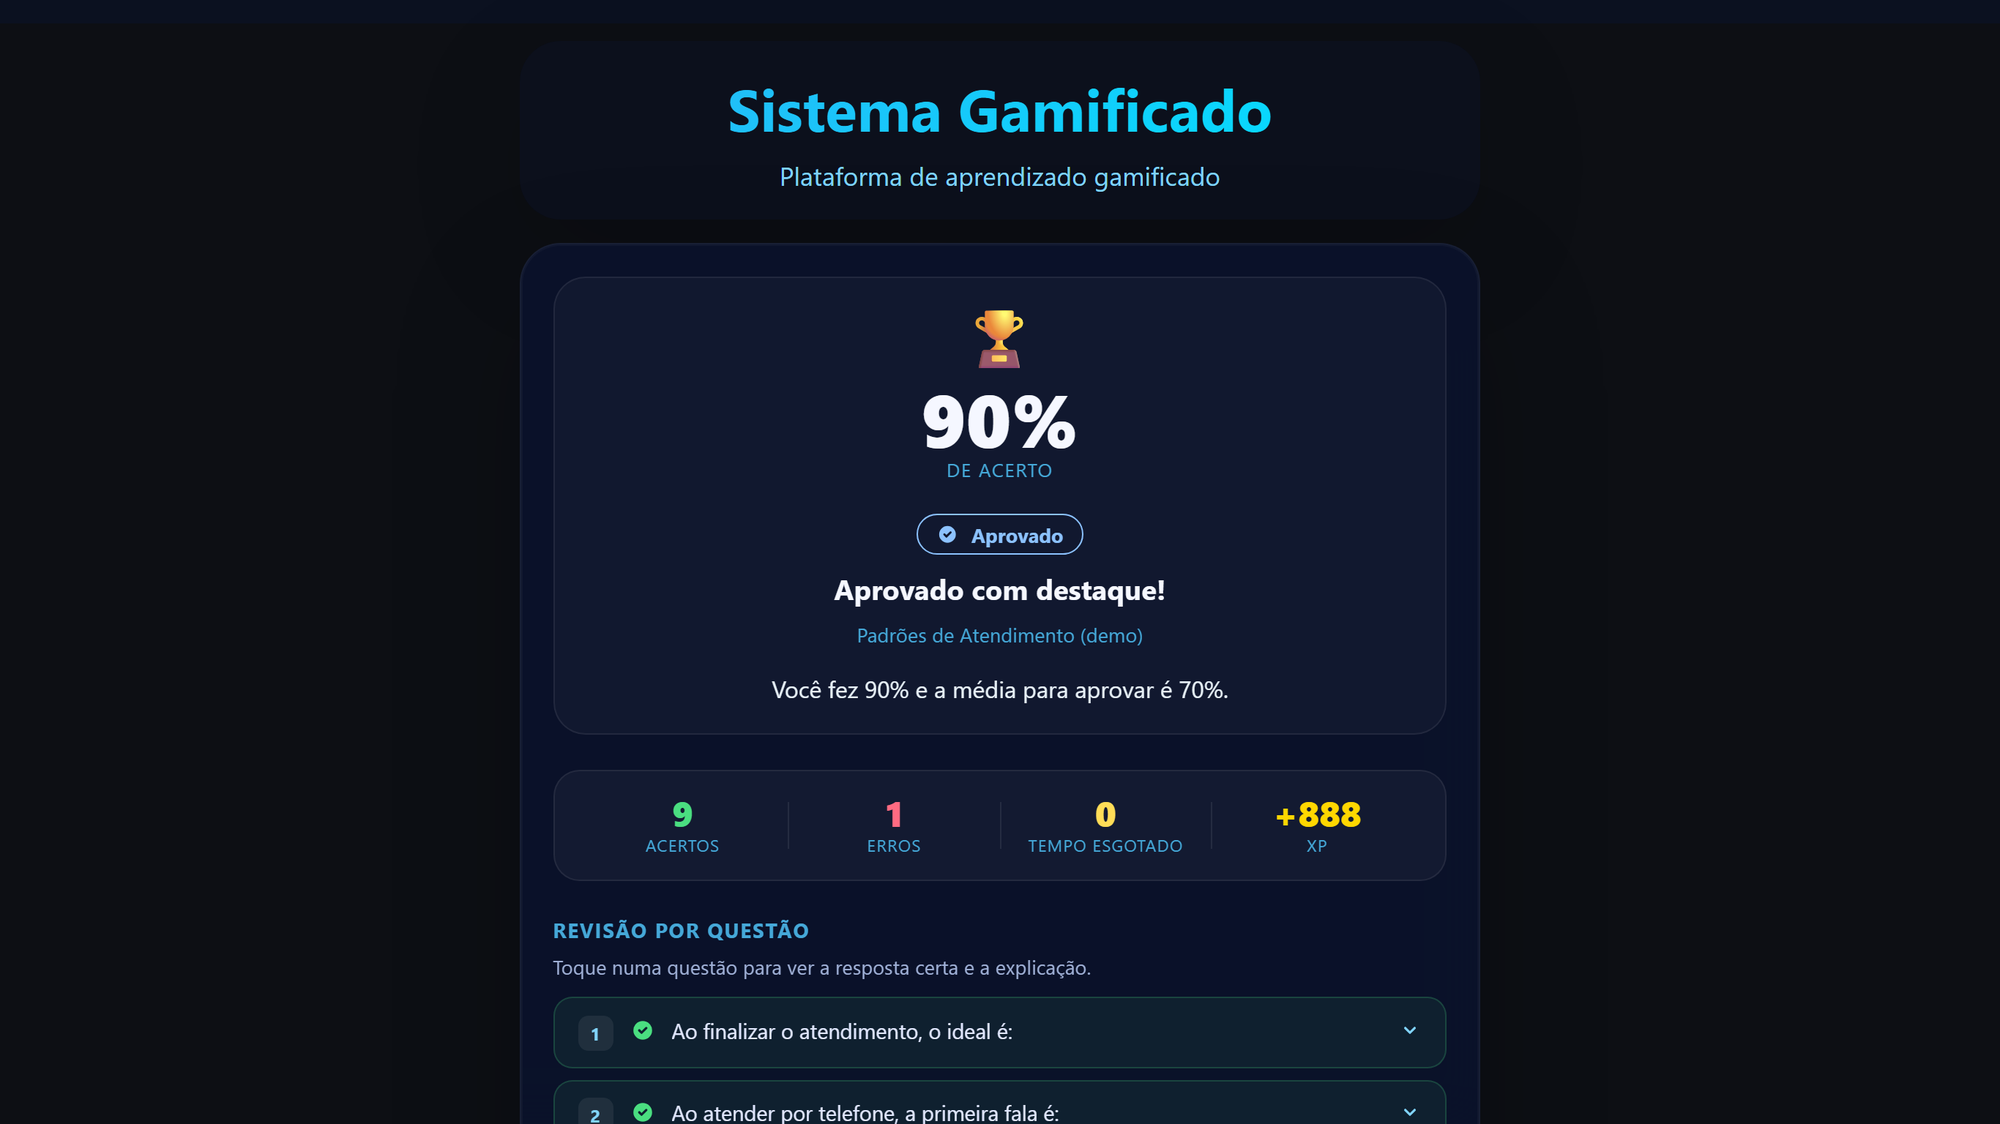 Sistema Gamificado
Plataforma de aprendizado gamificado
90%
DE ACERTO
Aprovado
Aprovado com destaque!
Padrões de Atendimento (demo)
Você fez 90% e a média para aprovar é 70%.
9
ACERTOS
1
ERROS
0
TEMPO ESGOTADO
+888
XP
REVISÃO POR QUESTÃO
Toque numa questão para ver a resposta certa e a explicação.
1 Ao finalizar o atendimento, o ideal é:
2 Ao atender por telefone, a primeira fala é: